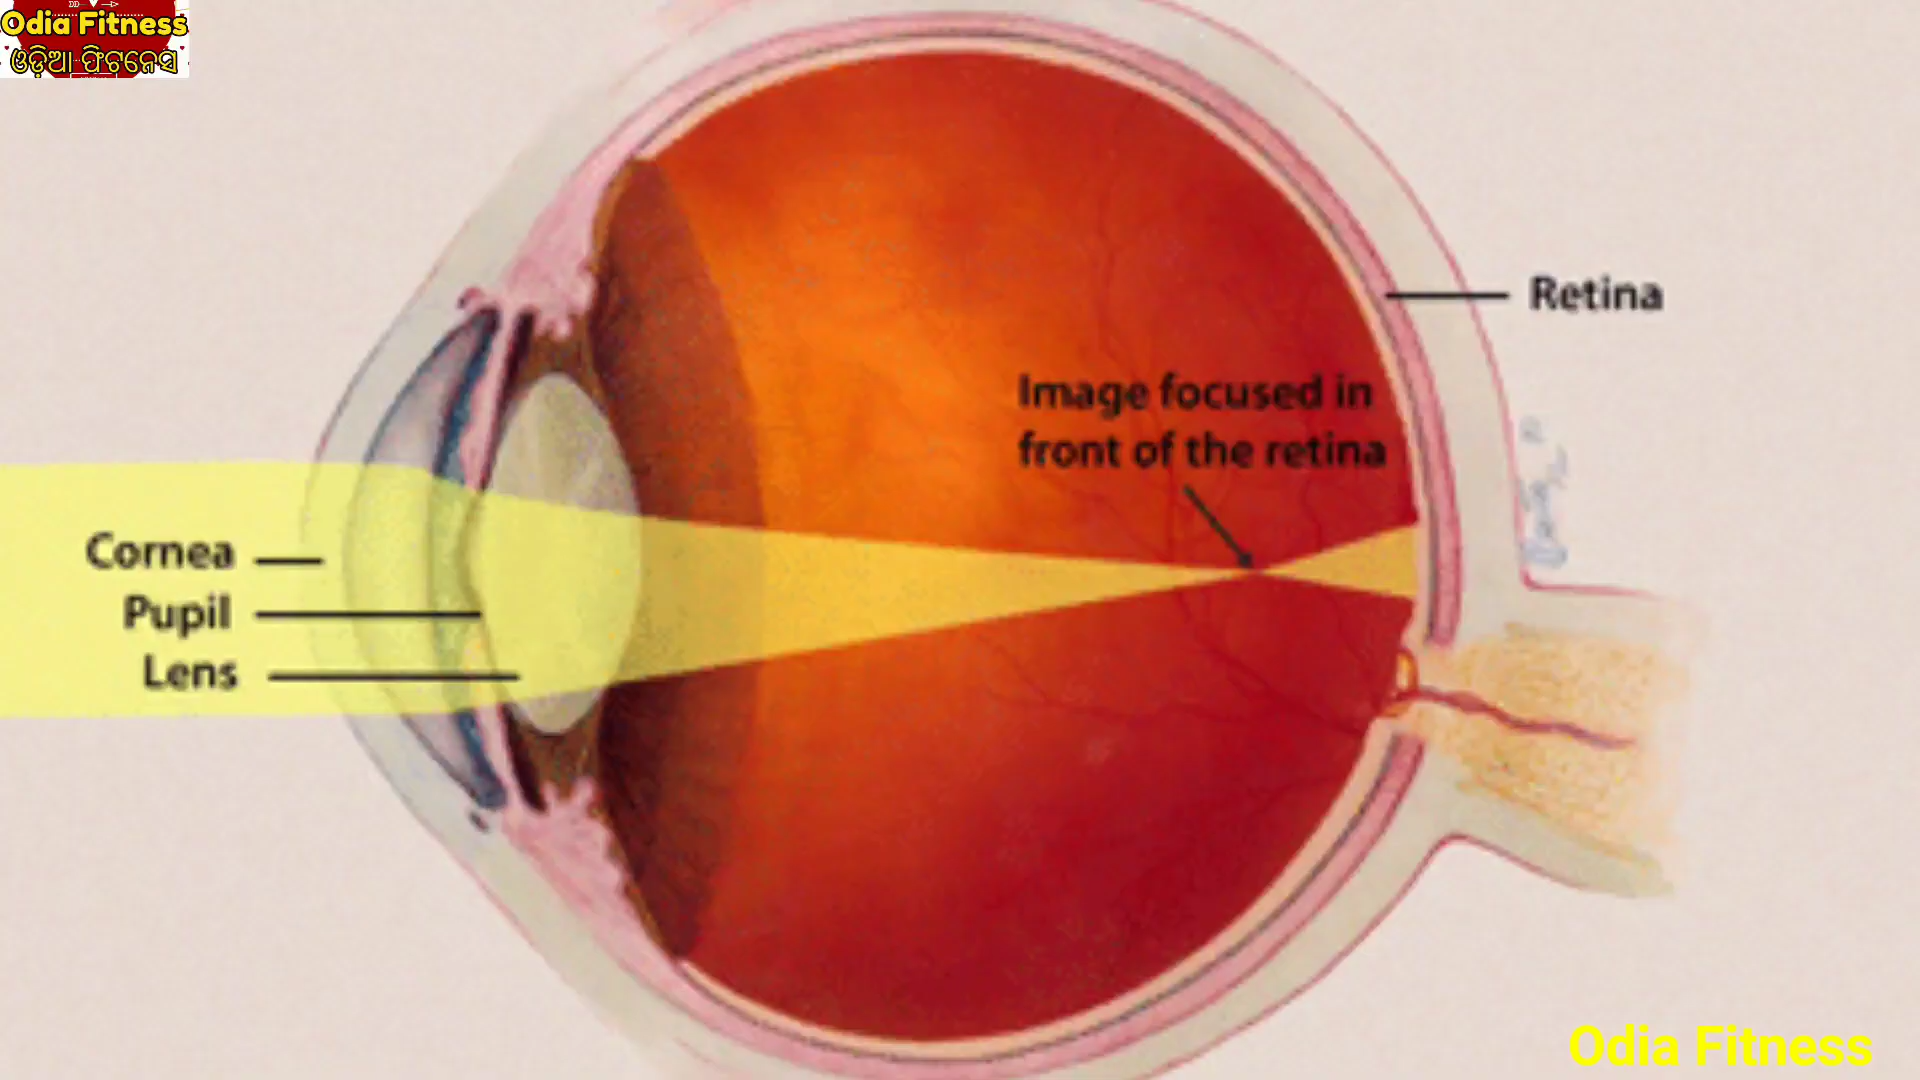 Odia Fitness
ଓଡ଼ିଆ ଫିଟନେସ
Retina
Image focused in
front of the retina
Cornea
Pupil
Lens
Odia Fitness